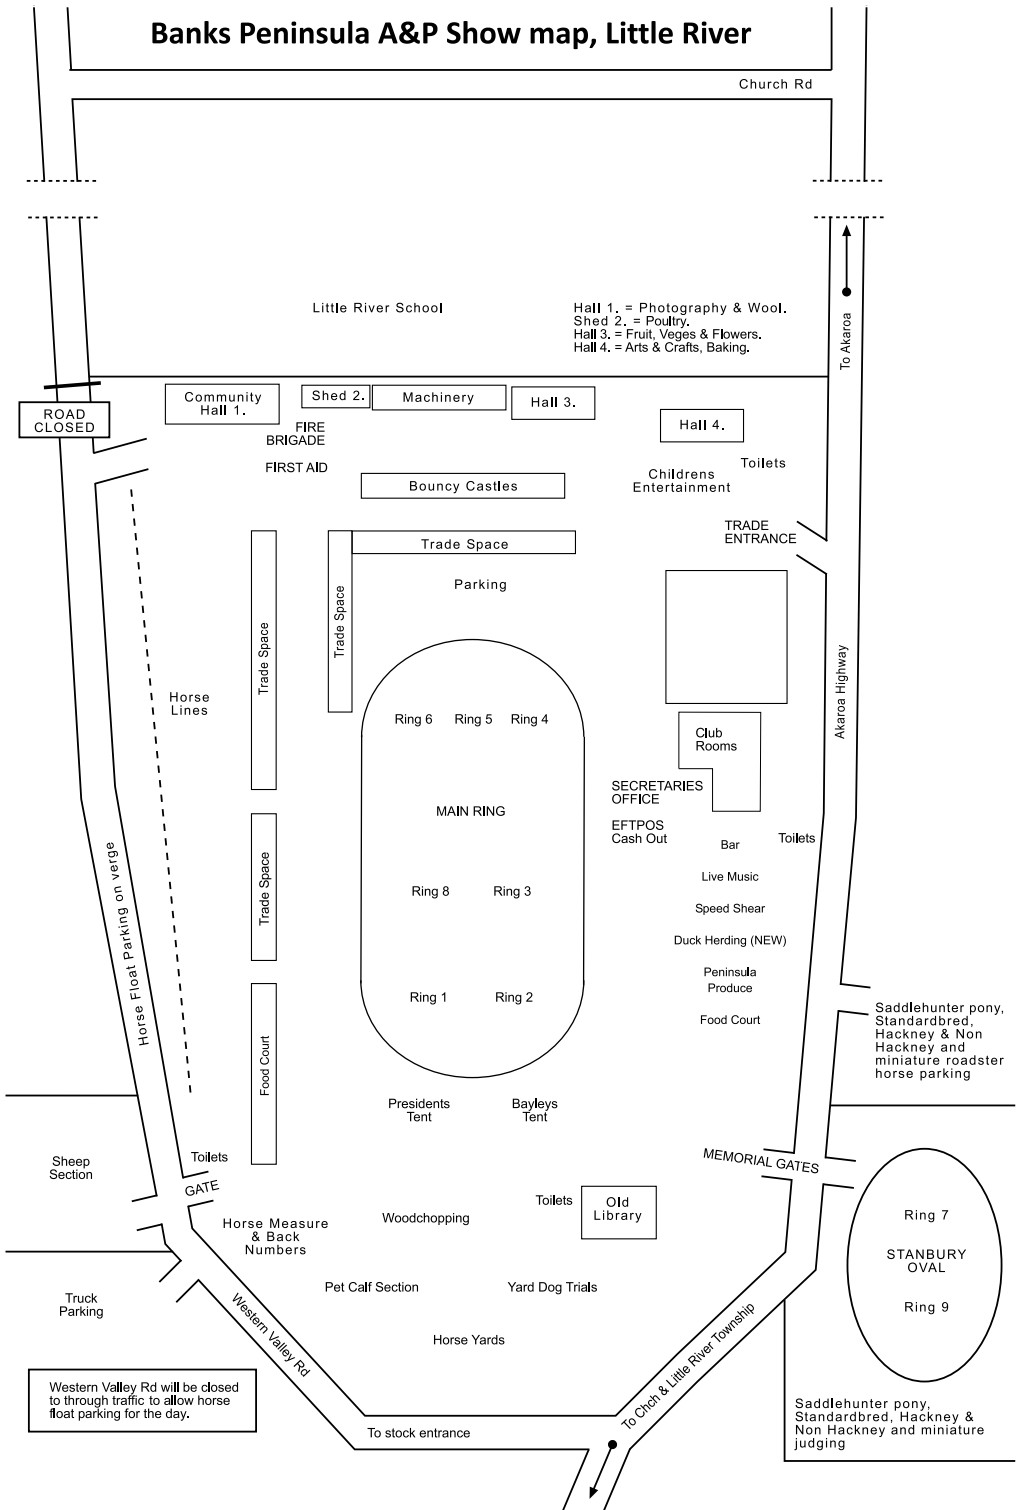 Banks Peninsula A&P Show map, Little River
Church Rd
Little River School
Hall 1. = Photography & Wool.
Shed 2. = Poultry.
Hall 3. = Fruit, Veges & Flowers.
Hall 4. = Arts & Crafts, Baking.
To Akaroa
ROAD
CLOSED
Community
Hall 1.
Shed 2.
Machinery
Hall 3.
Hall 4.
FIRE
BRIGADE
FIRST AID
Bouncy Castles
Childrens
Entertainment
Toilets
TRADE
ENTRANCE
Trade Space
Trade Space
Trade Space
Parking
Horse
Lines
Akaroa Highway
Ring 6
Ring 5
Ring 4
Club
Rooms
MAIN RING
SECRETARIES
OFFICE
EFTPOS
Cash Out
Bar
Toilets
Horse Float Parking on verge
Trade Space
Ring 8
Ring 3
Live Music
Speed Shear
Duck Herding (NEW)
Peninsula
Produce
Food Court
Ring 1
Ring 2
Food Court
Saddlehunter pony,
Standardbred,
Hackney & Non
Hackney and
miniature roadster
horse parking
Presidents
Tent
Bayleys
Tent
Sheep
Section
Toilets
GATE
MEMORIAL GATES
Horse Measure
& Back
Numbers
Woodchopping
Toilets
Old
Library
Ring 7
STANBURY
OVAL
Ring 9
Truck
Parking
Pet Calf Section
Yard Dog Trials
Western Valley Rd
Horse Yards
To Chch & Little River Township
Western Valley Rd will be closed
to through traffic to allow horse
float parking for the day.
To stock entrance
Saddlehunter pony,
Standardbred, Hackney &
Non Hackney and miniature
judging